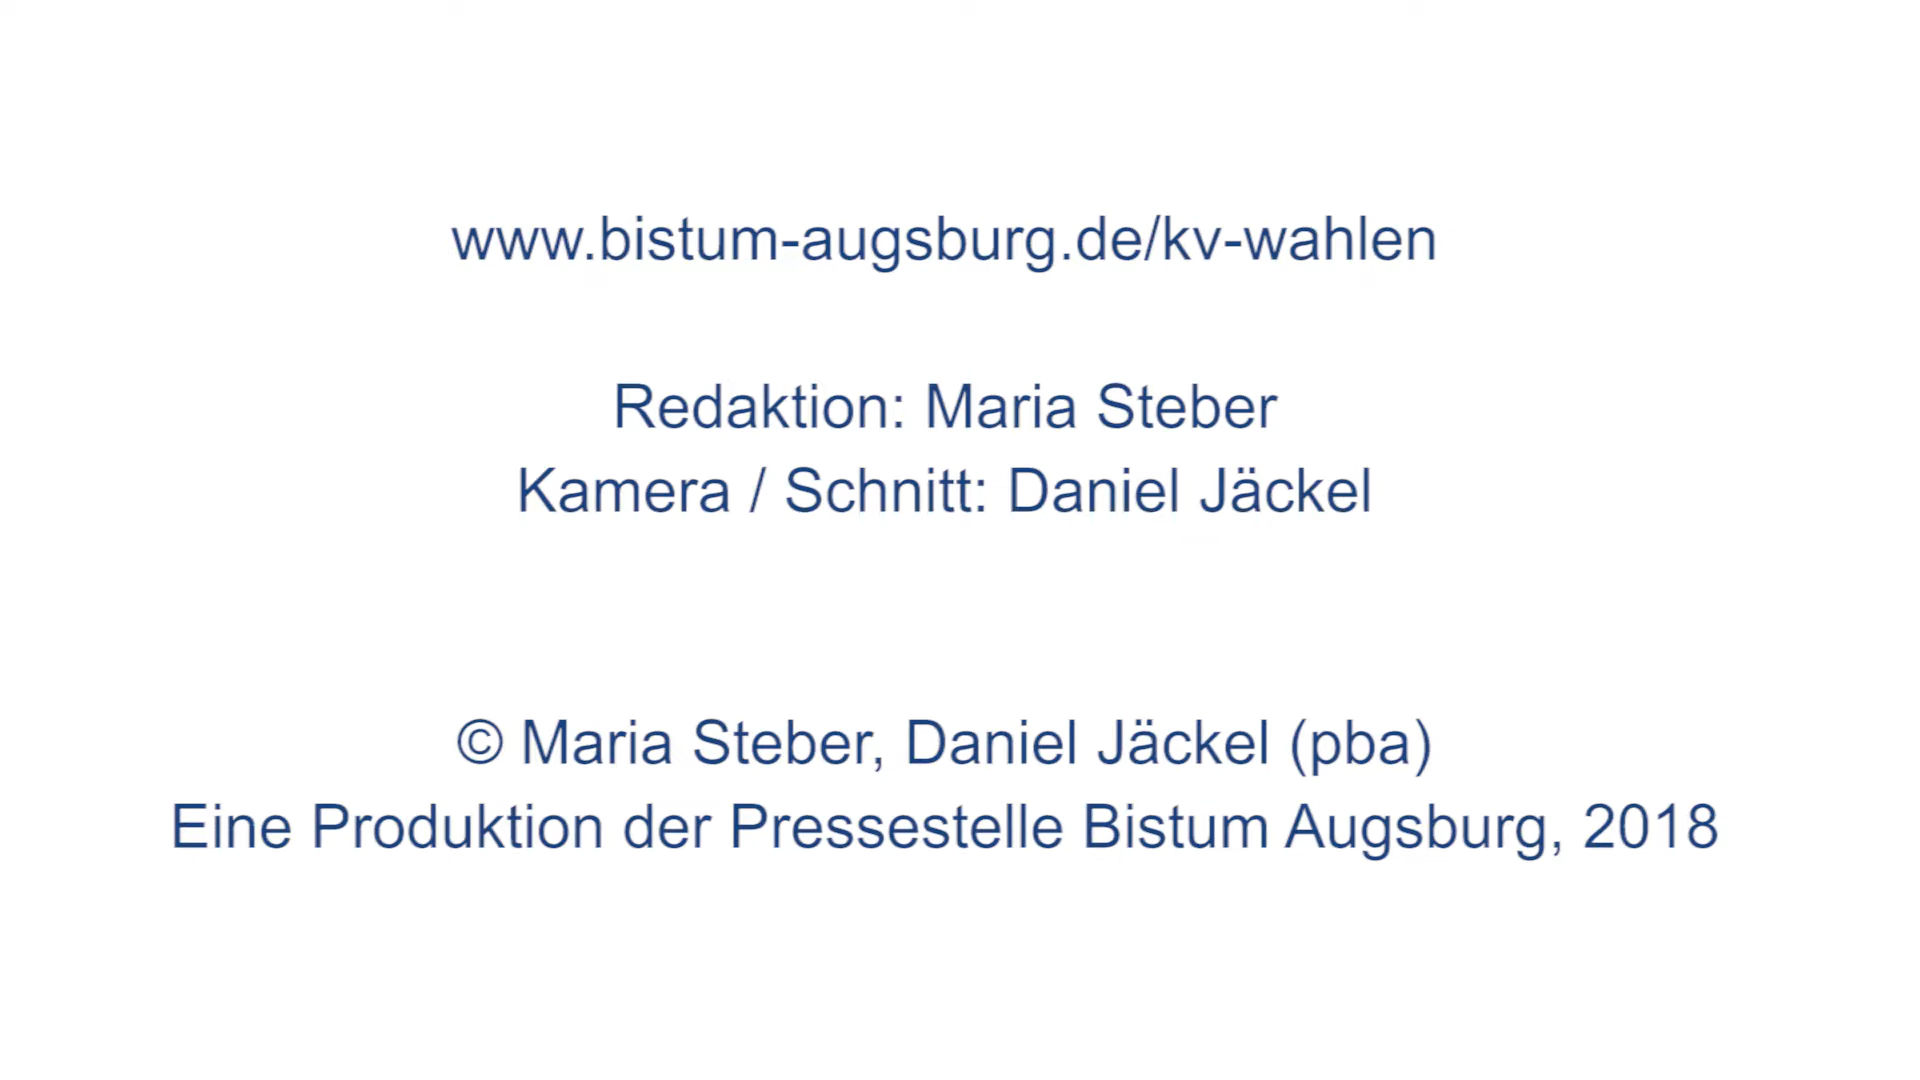 www.bistum-augsburg.de/kv-wahlen
Redaktion: Maria Steber
Kamera / Schnitt: Daniel Jäckel
© Maria Steber, Daniel Jäckel (pba)
Eine Produktion der Pressestelle Bistum Augsburg, 2018